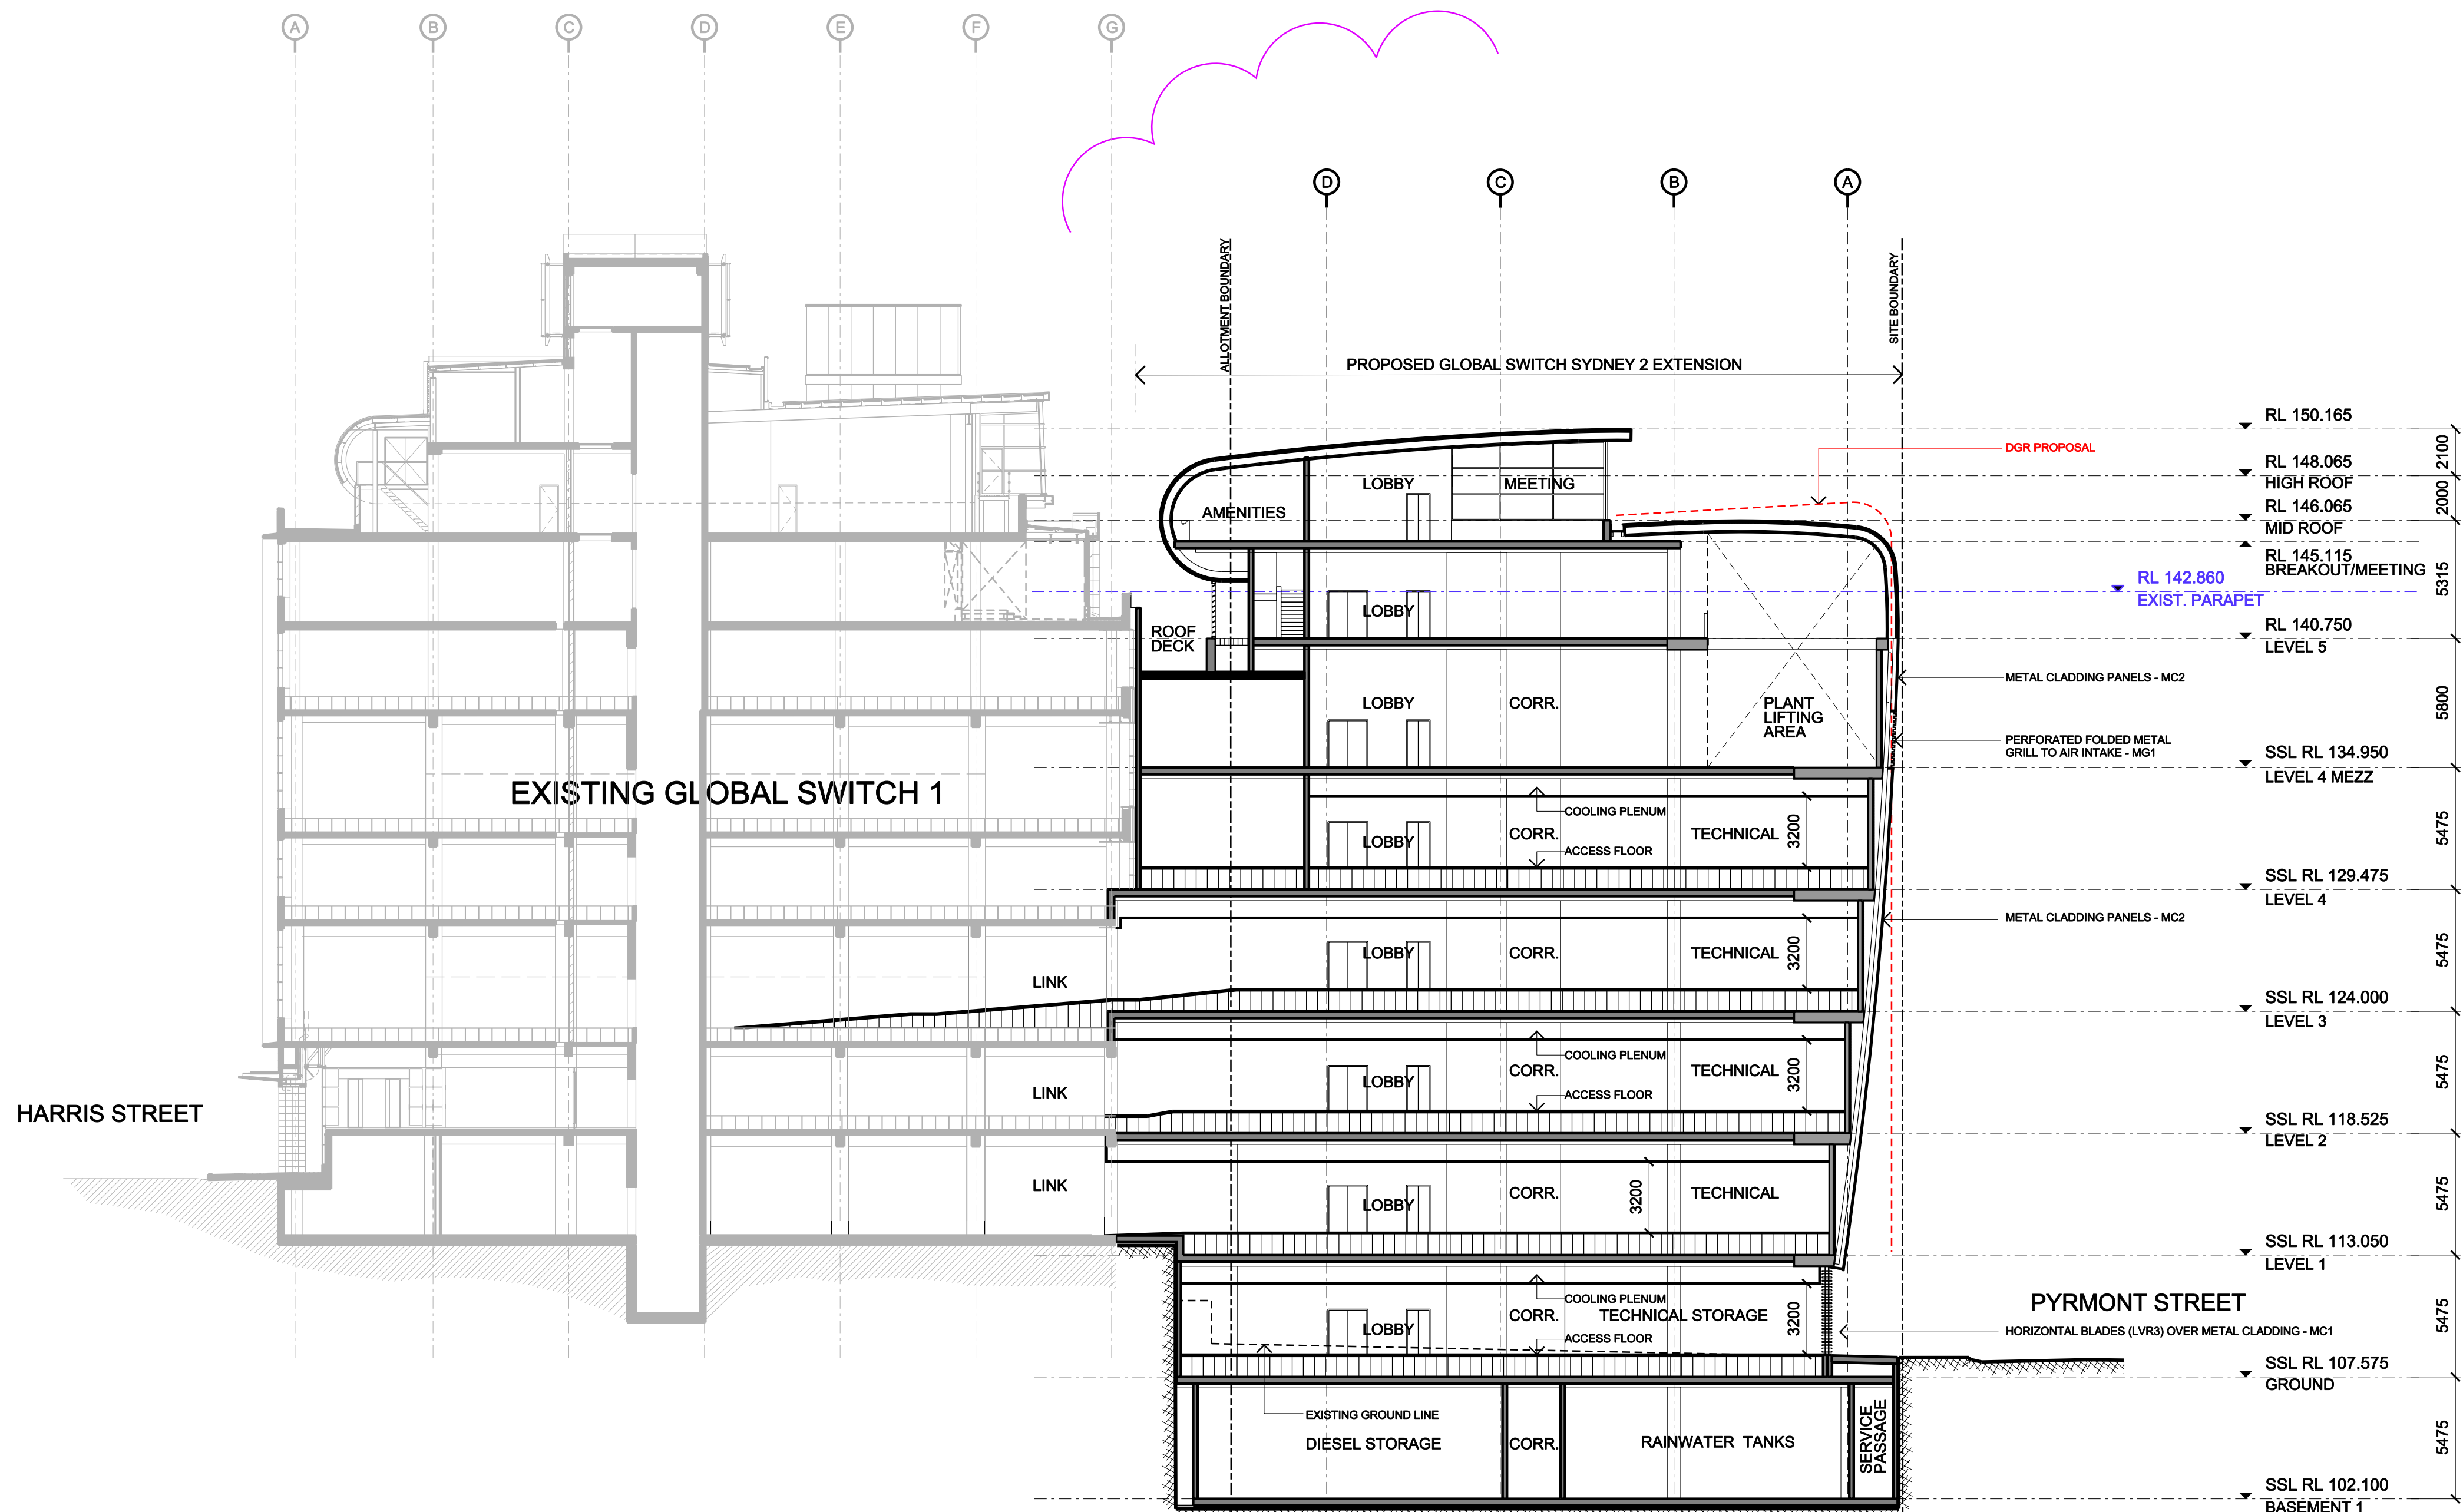 A
B
C
D
E
F
G
D
C
B
A
ALLOTMENT BOUNDARY
SITE BOUNDARY
PROPOSED GLOBAL SWITCH SYDNEY 2 EXTENSION
RL 150.165
DGR PROPOSAL
2100
RL 148.065
HIGH ROOF
LOBBY
MEETING
2000
AMENITIES
RL 146.065
MID ROOF
RL 145.115
BREAKOUT/MEETING
5315
RL 142.860
EXIST. PARAPET
LOBBY
ROOF
DECK
RL 140.750
LEVEL 5
METAL CLADDING PANELS - MC2
LOBBY
CORR.
PLANT
LIFTING
AREA
5800
PERFORATED FOLDED METAL
GRILL TO AIR INTAKE - MG1
SSL RL 134.950
LEVEL 4 MEZZ
EXISTING GLOBAL SWITCH 1
COOLING PLENUM
LOBBY
CORR.
TECHNICAL
3200
5475
ACCESS FLOOR
SSL RL 129.475
LEVEL 4
METAL CLADDING PANELS - MC2
LINK
LOBBY
CORR.
TECHNICAL
3200
5475
SSL RL 124.000
LEVEL 3
COOLING PLENUM
LINK
LOBBY
CORR.
TECHNICAL
3200
5475
ACCESS FLOOR
HARRIS STREET
SSL RL 118.525
LEVEL 2
LINK
LOBBY
CORR.
3200
TECHNICAL
5475
SSL RL 113.050
LEVEL 1
COOLING PLENUM
PYRMONT STREET
LOBBY
CORR.
TECHNICAL STORAGE
3200
5475
HORIZONTAL BLADES (LVR3) OVER METAL CLADDING - MC1
ACCESS FLOOR
SSL RL 107.575
GROUND
EXISTING GROUND LINE
DIESEL STORAGE
CORR.
RAINWATER TANKS
SERVICE
PASSAGE
5475
SSL RL 102.100
BASEMENT 1